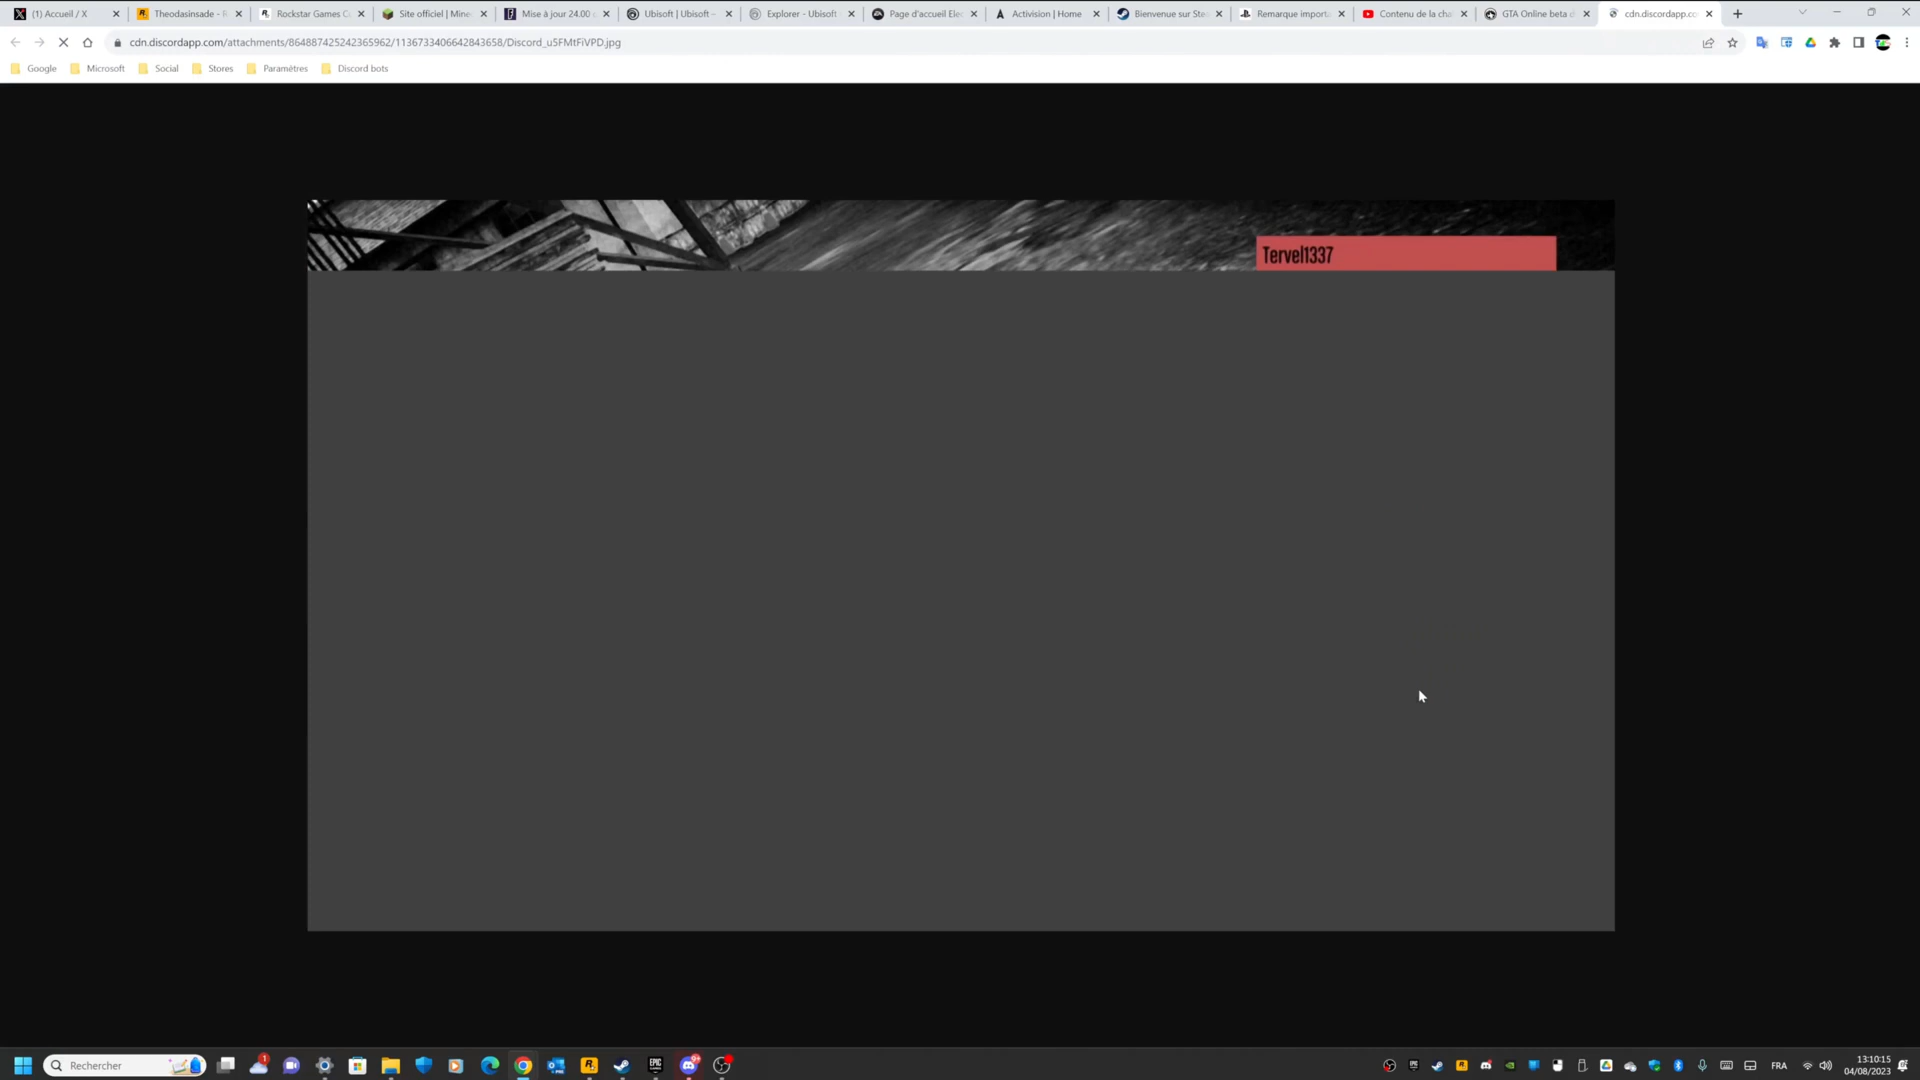 (1) Accueil / X
Theodasinsade - R
Rockstar Games C
Site officiel | Mine
Mise à jour 24.00
Ubisoft | Ubisoft –
Explorer - Ubisoft
Page d'accueil Elec
Activision | Home
Bienvenue sur Ste
Remarque import
Contenu de la cha
GTA Online beta d
cdn.discordapp.co
cdn.discordapp.com/attachments/864887425242365962/1136733406642843658/Discord_u5FMtFiVPD.jpg
Google
Microsoft
Social
Stores
Paramètres
Discord bots
Tervel1337
Rechercher
1
EPIC
FRA
13:10:15
04/08/2023